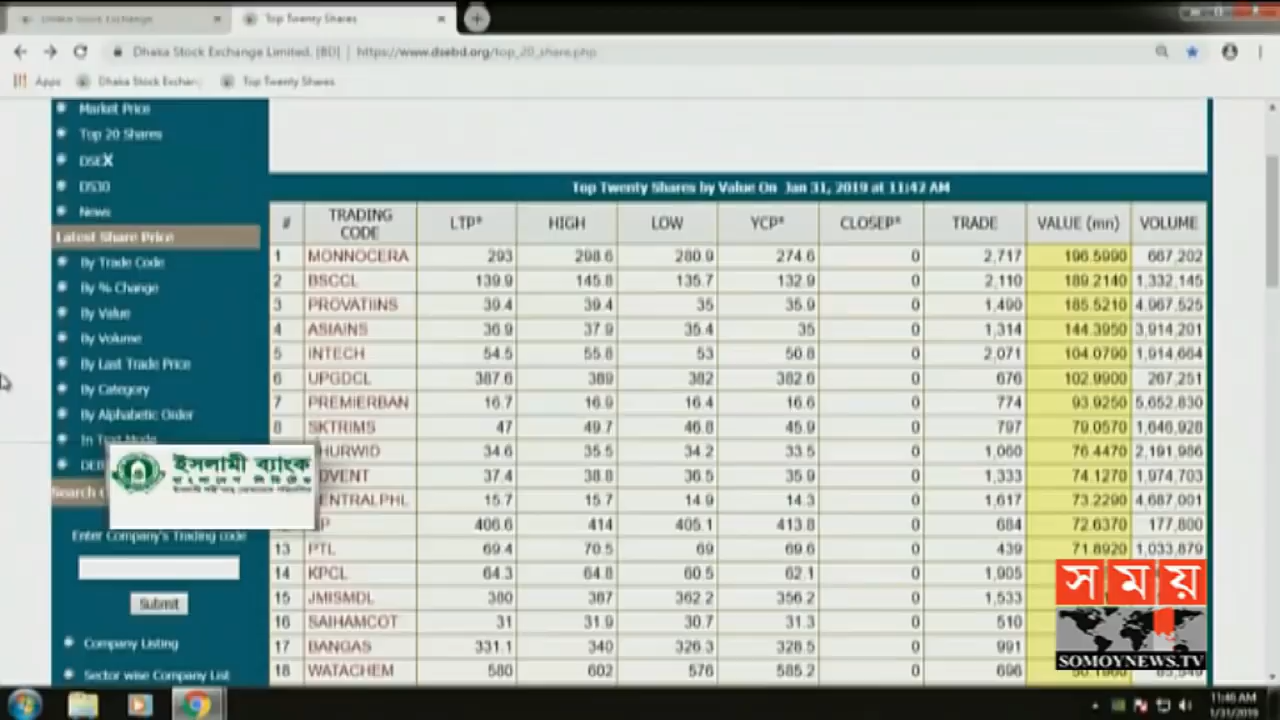 Dhaka Stock Exchange
Top Twenty Shares
Dhaka Stock Exchange Limited. [BD] | https://www.dsebd.org/top_20_share.php
Apps Dhaka Stock Exchan Top Twenty Shares
Market Price
Top 20 Shares
DSEX
DS30
News
Latest Share Price
By Trade Code
By % Change
By Value
By Volume
By Last Trade Price
By Category
By Alphabetic Order
In Text Mode
Search
Enter Company's Trading code
Submit
Company Listing
Sector wise Company List
ইসলামী ব্যাংক
বাংলাদেশ লিমিটেড
Top Twenty Shares by Value On Jan 31, 2019 at 11:42 AM
# TRADING CODE LTP* HIGH LOW YCP* CLOSEP* TRADE VALUE (mn) VOLUME
1 MONNOCERA 293 298.6 280.9 274.6 0 2,717 196.5990 667,202
2 BSCCL 139.9 145.8 135.7 132.9 0 2,110 189.2140 1,332,145
3 PROVATIINS 39.4 39.4 35 35.9 0 1,490 185.5210 4,967,525
4 ASIAINS 36.9 37.9 35.4 35 0 1,314 144.3950 3,914,201
5 INTECH 54.5 55.8 53 50.8 0 2,071 104.0790 1,914,664
6 UPGDCL 387.6 389 382 382.6 0 676 102.9900 267,251
7 PREMIERBAN 16.7 16.9 16.4 16.6 0 774 93.9250 5,652,830
8 SKTRIMS 47 49.7 46.8 45.9 0 797 79.0570 1,646,928
HURWID 34.6 35.5 34.2 33.5 0 1,060 76.4470 2,191,986
DVENT 37.4 38.8 36.5 35.9 0 1,333 74.1270 1,974,703
ENTRALPHL 15.7 15.7 14.9 14.3 0 1,617 73.2290 4,687,001
P 406.6 414 405.1 413.8 0 684 72.6370 177,800
13 PTL 69.4 70.5 69 69.6 0 439 71.8920 1,033,879
14 KPCL 64.3 64.8 60.5 62.1 0 1,905
15 JMISMDL 380 387 362.2 356.2 0 1,533
16 SAIHAMCOT 31 31.9 30.7 31.3 0 510
17 BANGAS 331.1 340 326.3 328.5 0 991
18 WATACHEM 580 602 576 585.2 0 696
সময়
SOMOYNEWS.TV
11:46 AM
1/31/2019